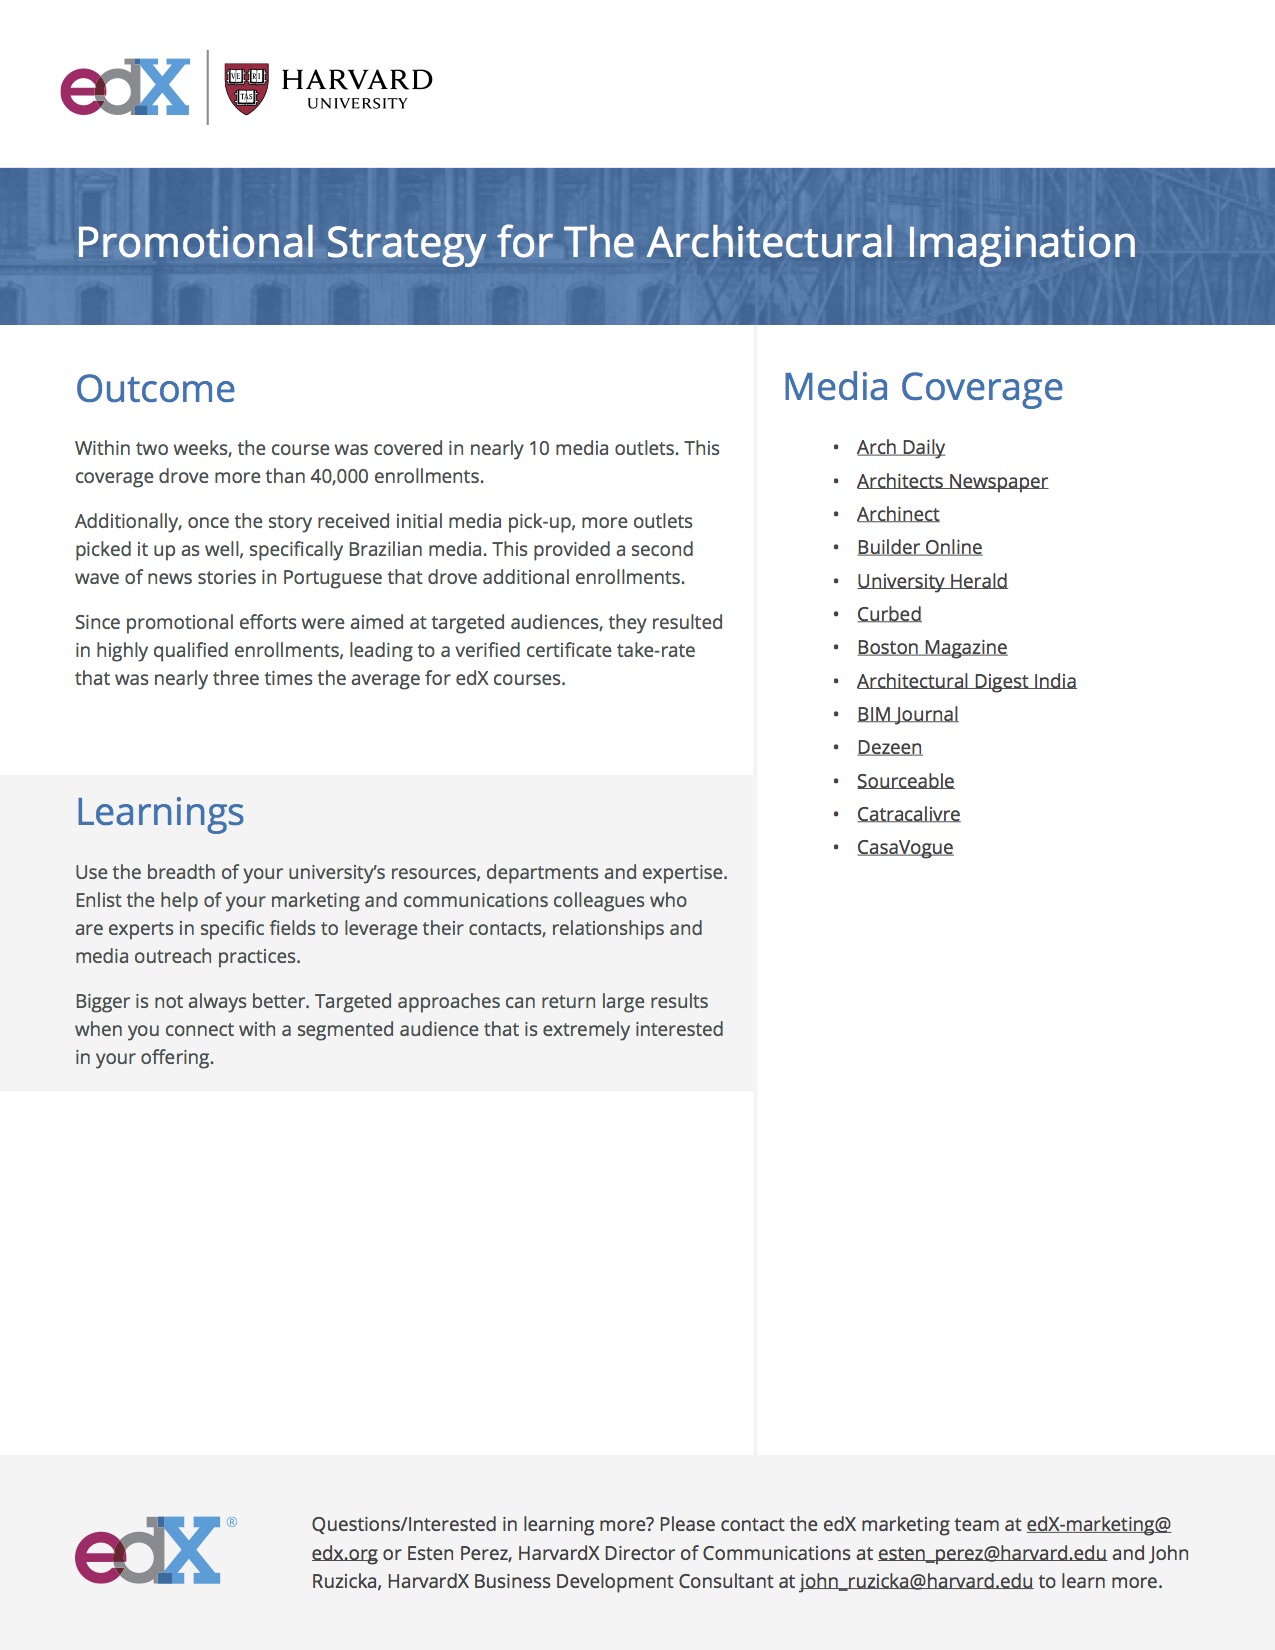 edX
VE RI
TAS
HARVARD
UNIVERSITY
Promotional Strategy for The Architectural Imagination
Outcome
Within two weeks, the course was covered in nearly 10 media outlets. This
coverage drove more than 40,000 enrollments.
Additionally, once the story received initial media pick-up, more outlets
picked it up as well, specifically Brazilian media. This provided a second
wave of news stories in Portuguese that drove additional enrollments.
Since promotional efforts were aimed at targeted audiences, they resulted
in highly qualified enrollments, leading to a verified certificate take-rate
that was nearly three times the average for edX courses.
Learnings
Use the breadth of your university’s resources, departments and expertise.
Enlist the help of your marketing and communications colleagues who
are experts in specific fields to leverage their contacts, relationships and
media outreach practices.
Bigger is not always better. Targeted approaches can return large results
when you connect with a segmented audience that is extremely interested
in your offering.
Media Coverage
• Arch Daily
• Architects Newspaper
• Archinect
• Builder Online
• University Herald
• Curbed
• Boston Magazine
• Architectural Digest India
• BIM Journal
• Dezeen
• Sourceable
• Catracalivre
• CasaVogue
edX®
Questions/Interested in learning more? Please contact the edX marketing team at edX-marketing@
edx.org or Esten Perez, HarvardX Director of Communications at esten_perez@harvard.edu and John
Ruzicka, HarvardX Business Development Consultant at john_ruzicka@harvard.edu to learn more.